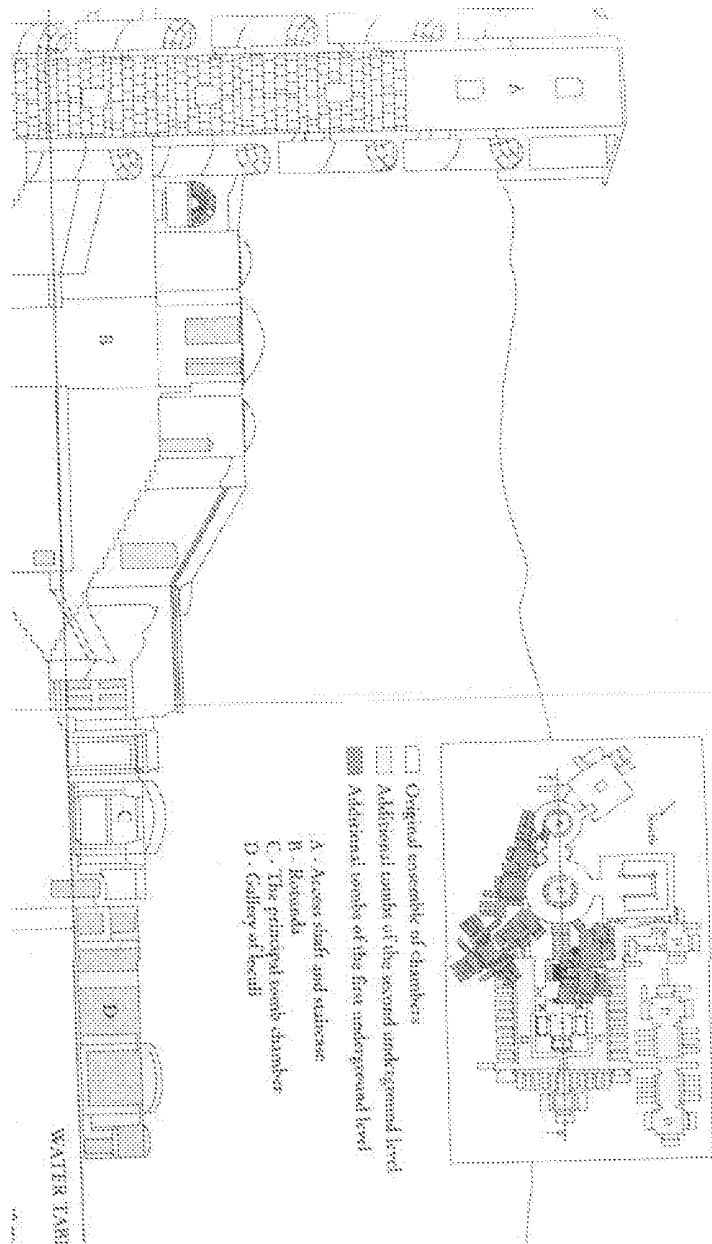 A
B
C
D
Original ensemble of chambers
Additional tombs of the second underground level
Additional tombs of the first underground level
A - Access shaft and staircase
B - Rotunda
C - The principal tomb chamber
D - Gallery of loculi
WATER TABL